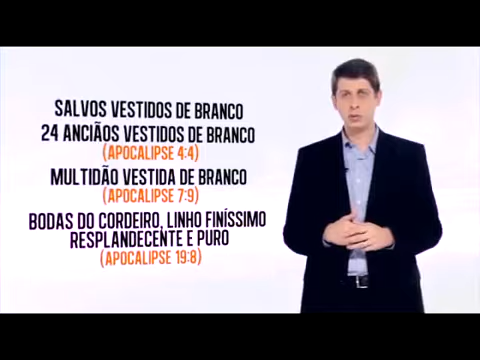 SALVOS VESTIDOS DE BRANCO
24 ANCIÃOS VESTIDOS DE BRANCO
(APOCALIPSE 4:4)
MULTIDÃO VESTIDA DE BRANCO
(APOCALIPSE 7:9)
BODAS DO CORDEIRO, LINHO FINÍSSIMO
RESPLANDECENTE E PURO
(APOCALIPSE 19:8)